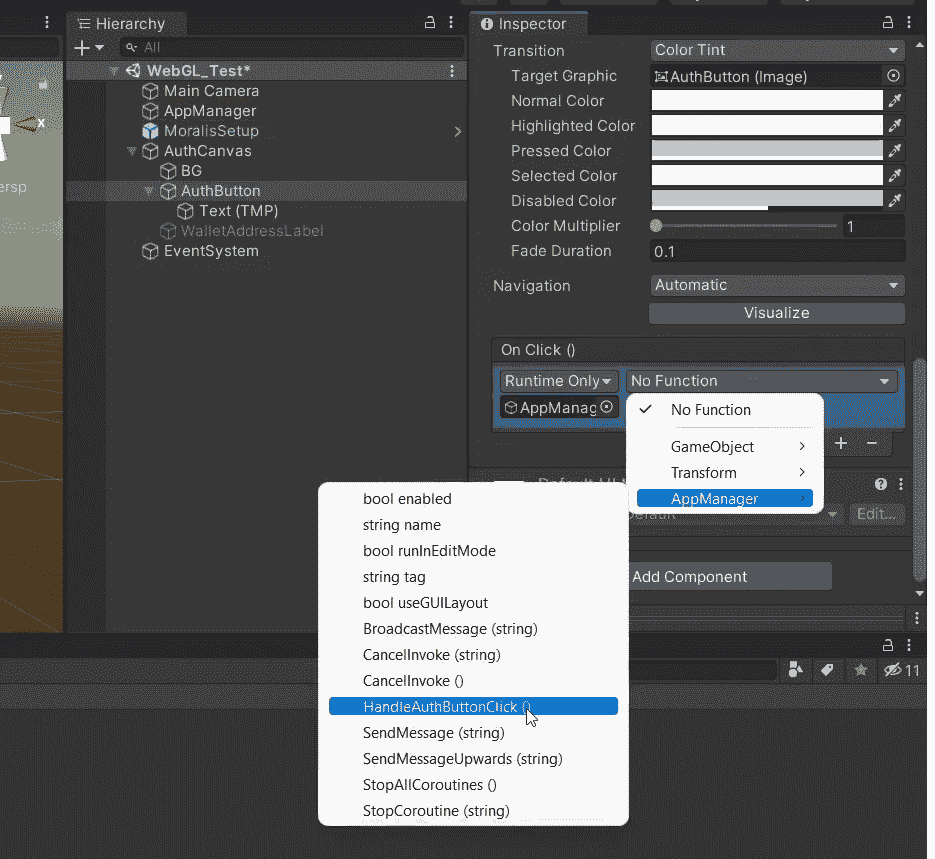 Hierarchy
All
WebGL_Test*
Main Camera
AppManager
MoralisSetup
AuthCanvas
BG
AuthButton
Text (TMP)
WalletAddressLabel
EventSystem
x
ersp
Inspector
Transition Color Tint
Target Graphic AuthButton (Image)
Normal Color
Highlighted Color
Pressed Color
Selected Color
Disabled Color
Color Multiplier 1
Fade Duration 0.1
Navigation Automatic
Visualize
On Click ()
Runtime Only No Function
AppManag
No Function
GameObject
Transform
AppManager
Edit...
Add Component
11
bool enabled
string name
bool runInEditMode
string tag
bool useGUILayout
BroadcastMessage (string)
CancelInvoke (string)
CancelInvoke ()
HandleAuthButtonClick ()
SendMessage (string)
SendMessageUpwards (string)
StopAllCoroutines ()
StopCoroutine (string)